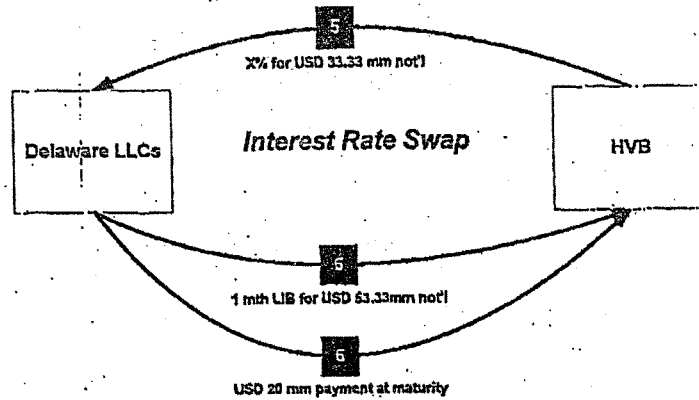 5
X% for USD 33.33 mm not'l
Delaware LLCs
Interest Rate Swap
HVB
6
1 mth LIB for USD 53.33mm not'l
6
USD 20 mm payment at maturity